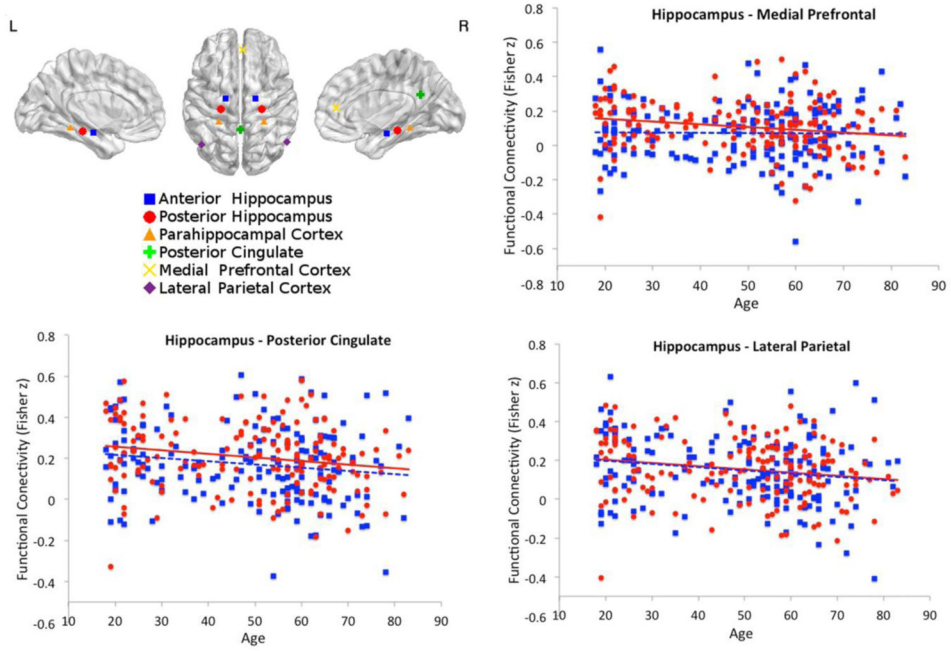 L
R
Anterior Hippocampus
Posterior Hippocampus
Parahippocampal Cortex
Posterior Cingulate
Medial Prefrontal Cortex
Lateral Parietal Cortex
Hippocampus - Medial Prefrontal
Functional Connectivity (Fisher z)
0.8
0.6
0.4
0.2
0
-0.2
-0.4
-0.6
-0.8
10 20 30 40 50 60 70 80 90
Age
Hippocampus - Posterior Cingulate
Functional Connectivity (Fisher z)
0.8
0.6
0.4
0.2
0
-0.2
-0.4
-0.6
10 20 30 40 50 60 70 80 90
Age
Hippocampus - Lateral Parietal
Functional Connectivity (Fisher z)
0.8
0.6
0.4
0.2
0
-0.2
-0.4
-0.6
10 20 30 40 50 60 70 80 90
Age